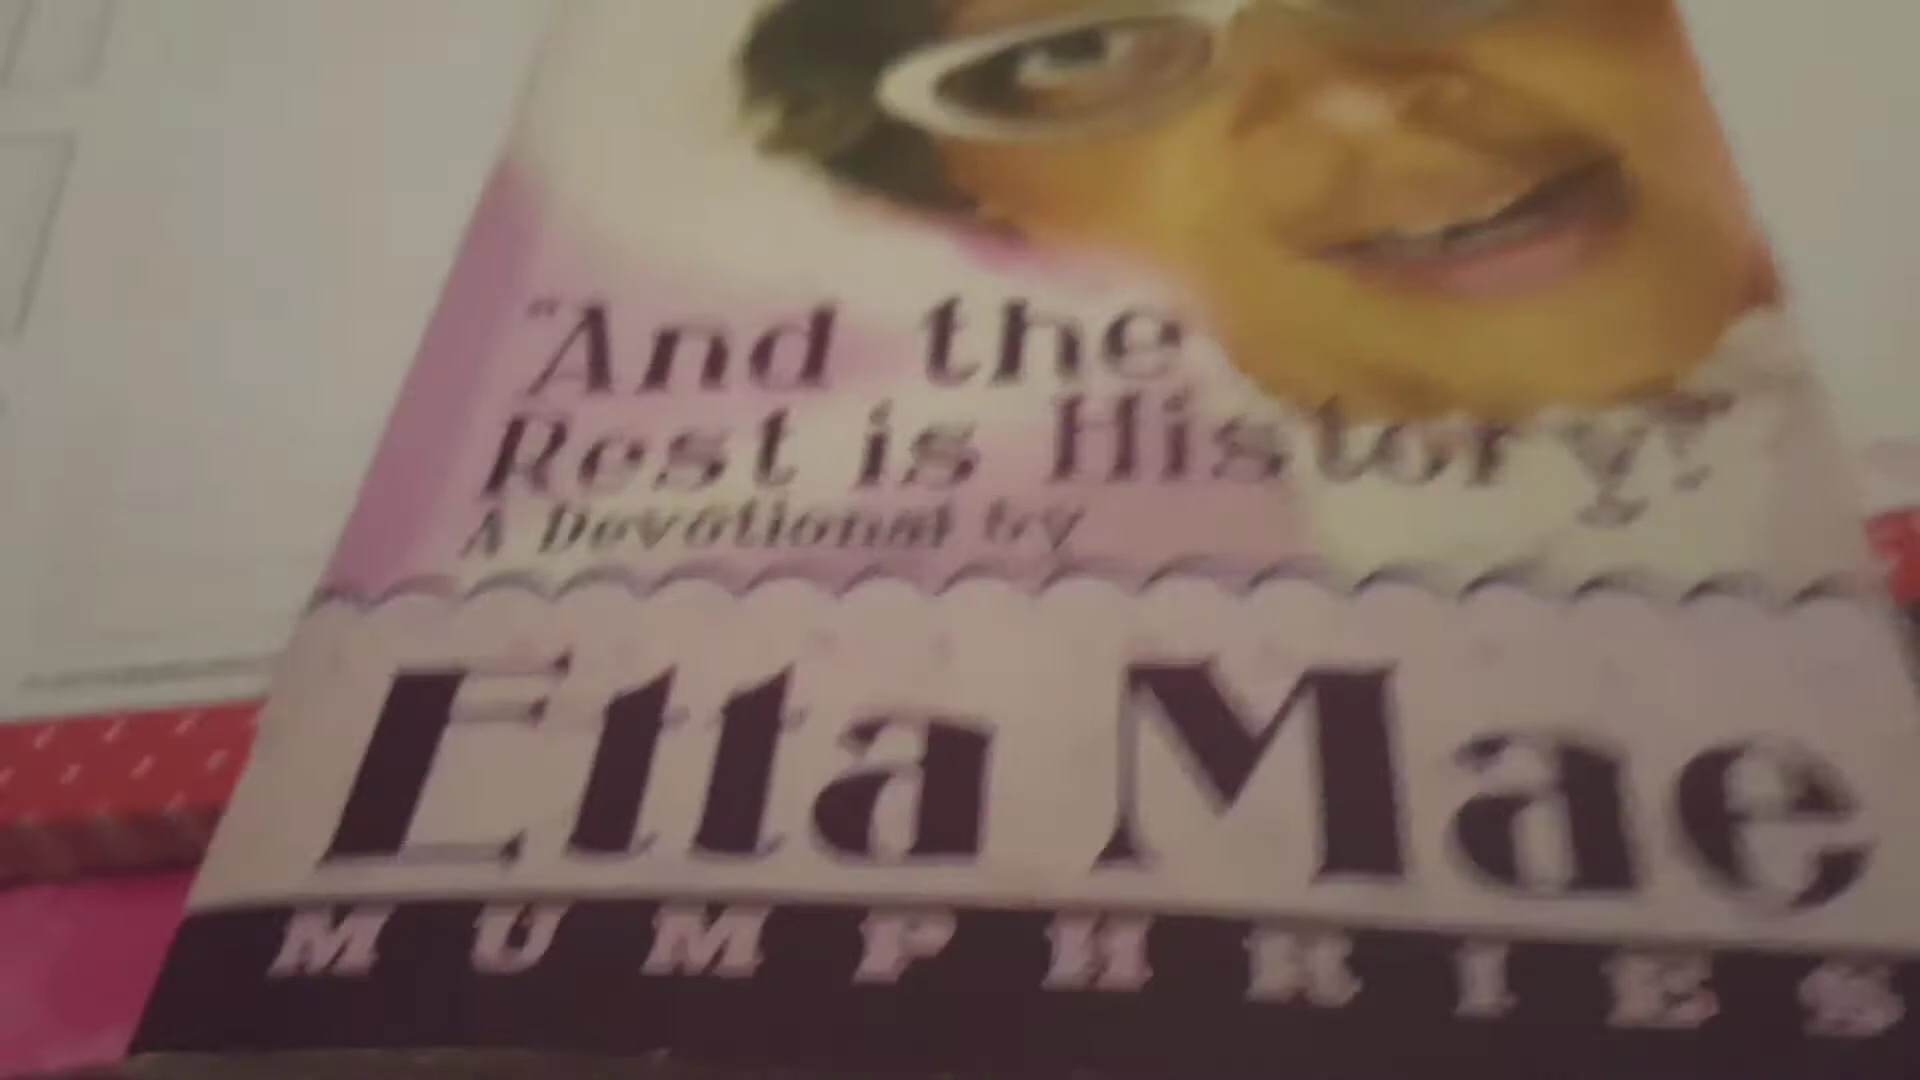 "And the
Rest is History!"
A Devotional by
Etta Mae
MUMPHRIES